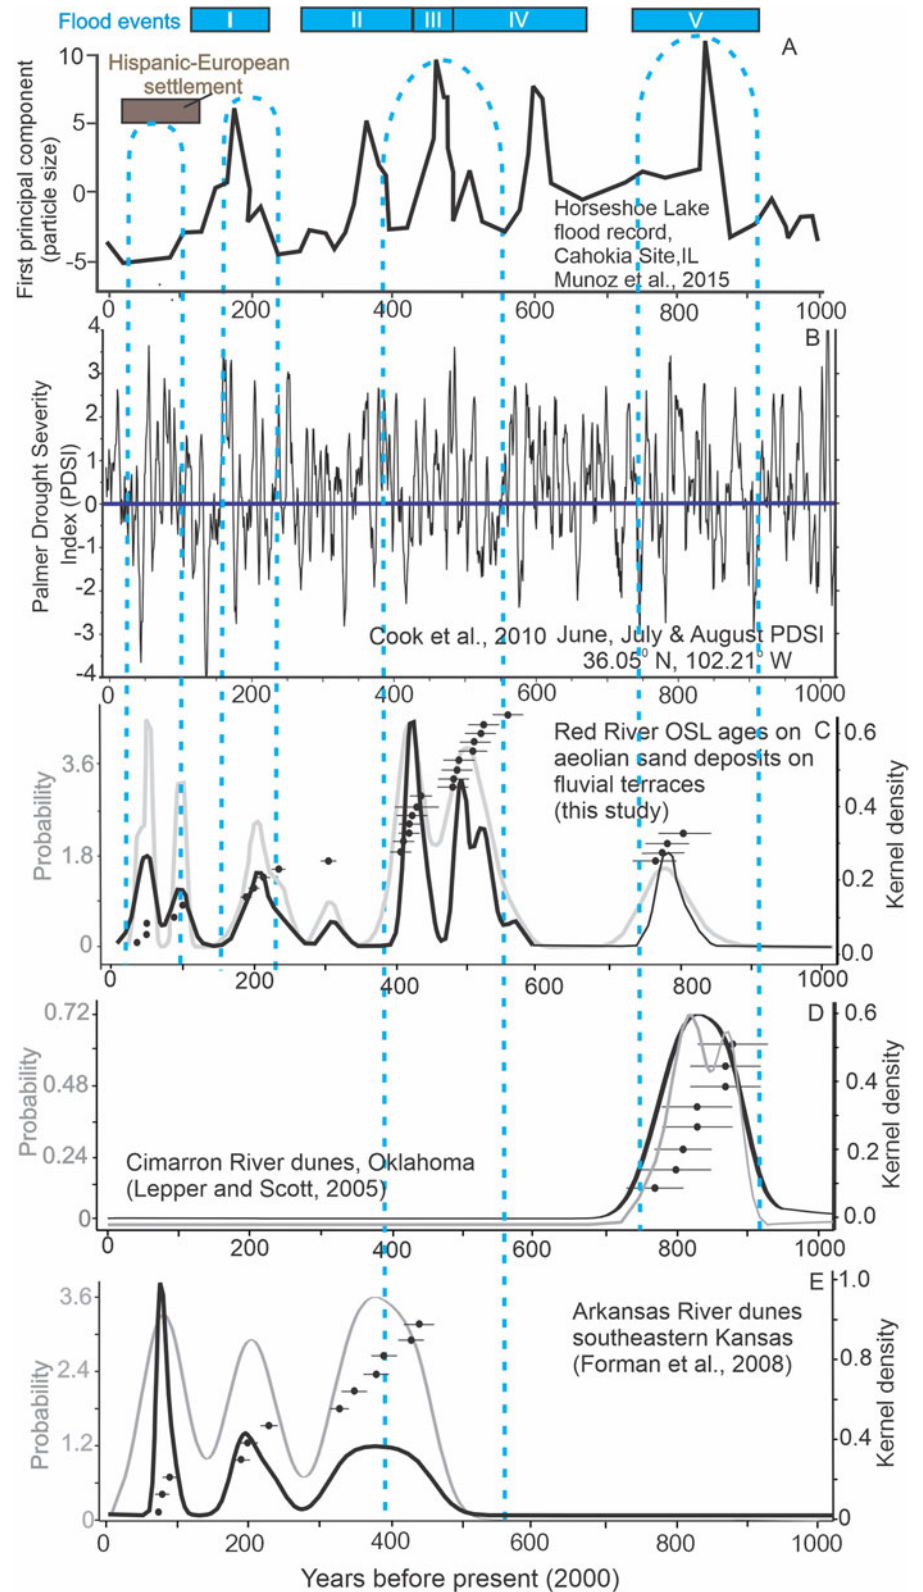 Flood events
I
II
III
IV
V
A
Hispanic-European
settlement
First principal component
(particle size)
10
5
0
-5
0
200
400
600
800
1000
Horseshoe Lake
flood record,
Cahokia Site,IL
Munoz et al., 2015
B
Palmer Drought Severity
Index (PDSI)
4
3
2
1
0
-1
-2
-3
-4
Cook et al., 2010
June, July & August PDSI
36.05° N, 102.21° W
0
200
400
600
800
1000
Red River OSL ages on
aeolian sand deposits on
fluvial terraces
(this study)
C
Probability
3.6
1.8
0
Kernel density
0.6
0.4
0.2
0.0
0
200
400
600
800
1000
D
Probability
0.72
0.48
0.24
0
Kernel density
0.6
0.4
0.2
0.0
Cimarron River dunes, Oklahoma
(Lepper and Scott, 2005)
0
200
400
600
800
1000
E
Probability
3.6
2.4
1.2
0
Kernel density
1.0
0.8
0.4
0
Arkansas River dunes
southeastern Kansas
(Forman et al., 2008)
0
200
400
600
800
1000
Years before present (2000)